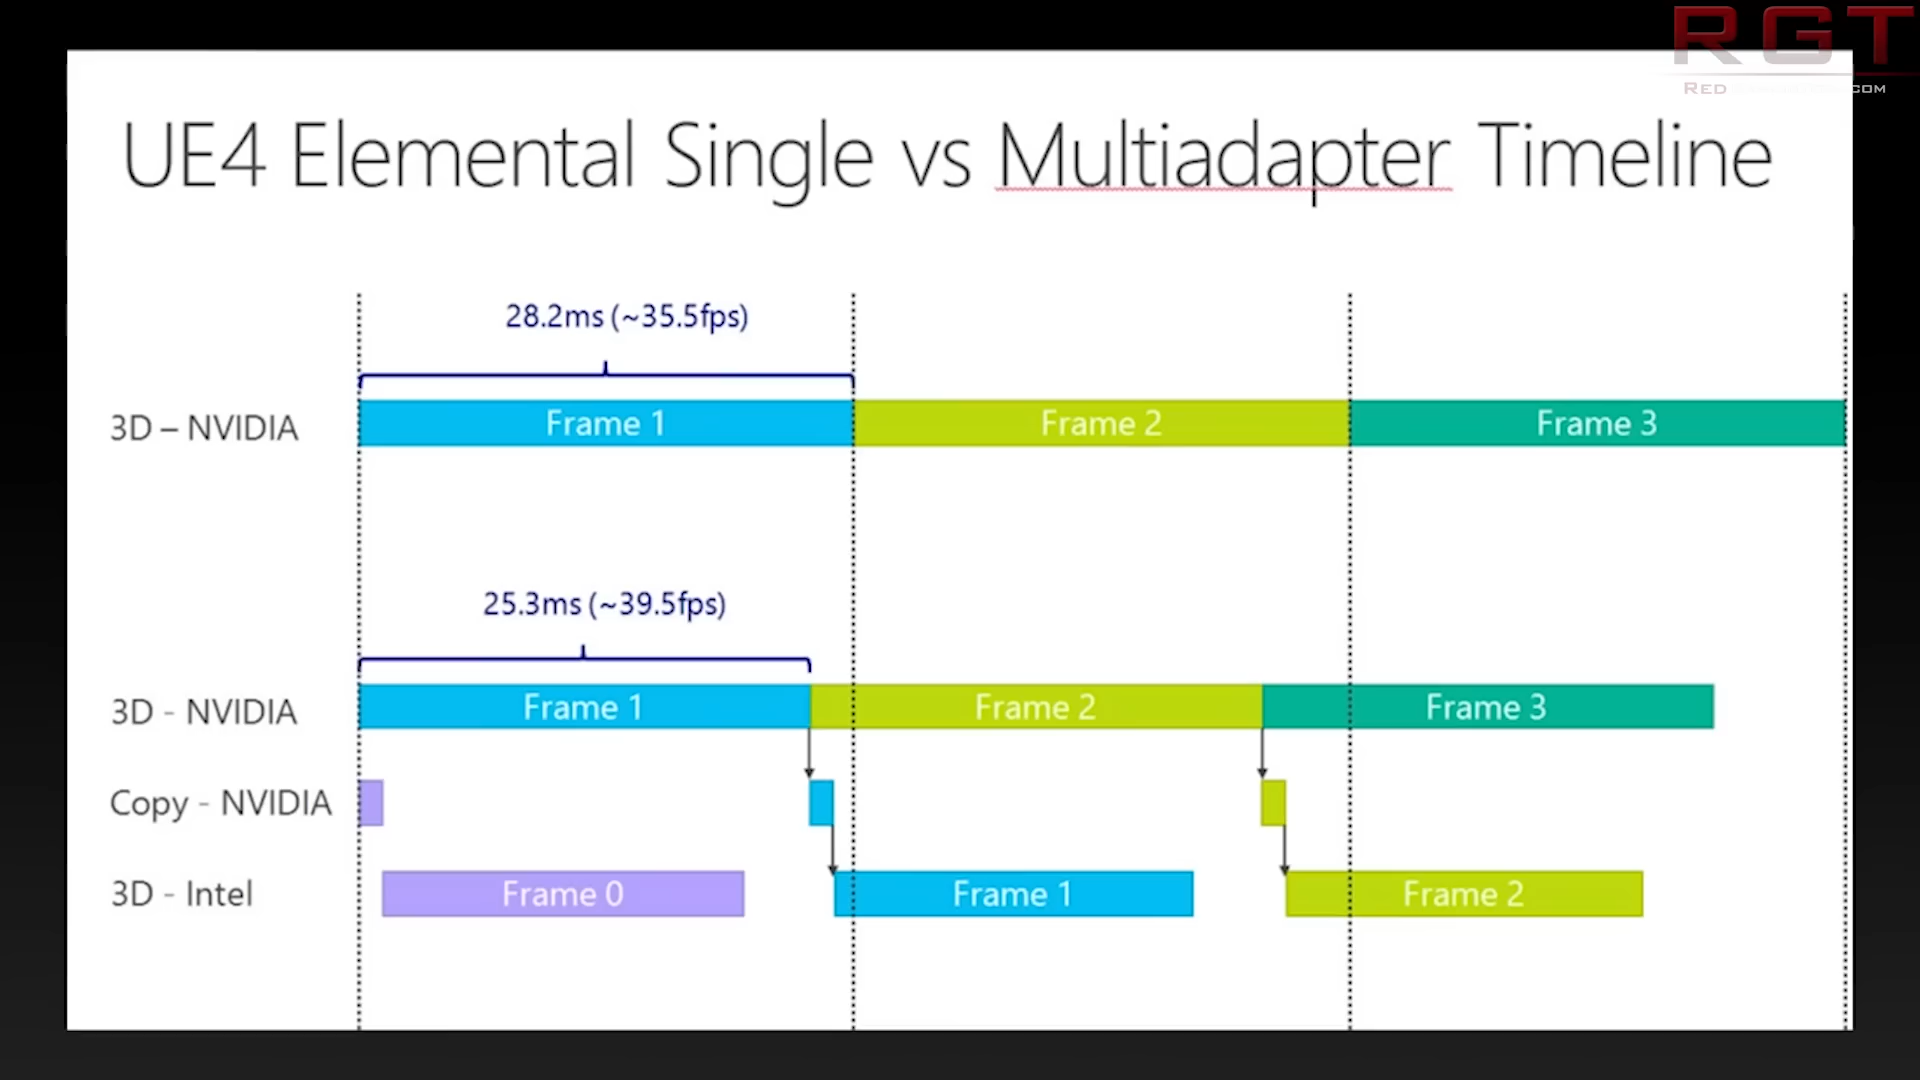 RGT
UE4 Elemental Single vs Multiadapter Timeline
28.2ms (~35.5fps)
3D – NVIDIA
Frame 1
Frame 2
Frame 3
25.3ms (~39.5fps)
3D - NVIDIA
Frame 1
Frame 2
Frame 3
Copy - NVIDIA
3D - Intel
Frame 0
Frame 1
Frame 2